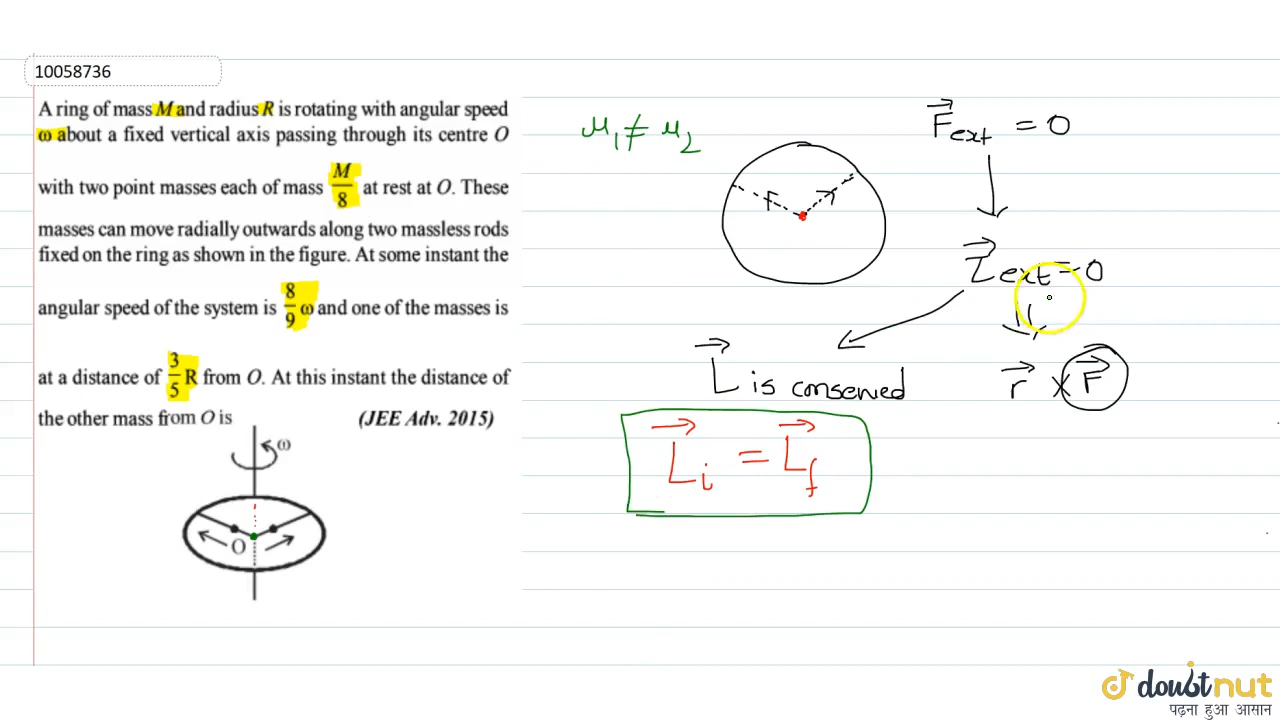 10058736
A ring of mass M and radius R is rotating with angular speed
ω about a fixed vertical axis passing through its centre O
with two point masses each of mass M/8 at rest at O. These
masses can move radially outwards along two massless rods
fixed on the ring as shown in the figure. At some instant the
angular speed of the system is 8/9 ω and one of the masses is
at a distance of 3/5 R from O. At this instant the distance of
the other mass from O is (JEE Adv. 2015)
ω
O
μ₁ ≠ μ₂
F⃗ext = 0
τ⃗ext = 0
L⃗ is conserved
r⃗ × F⃗
L⃗i = L⃗f
doubtnut
पढ़ना हुआ आसान